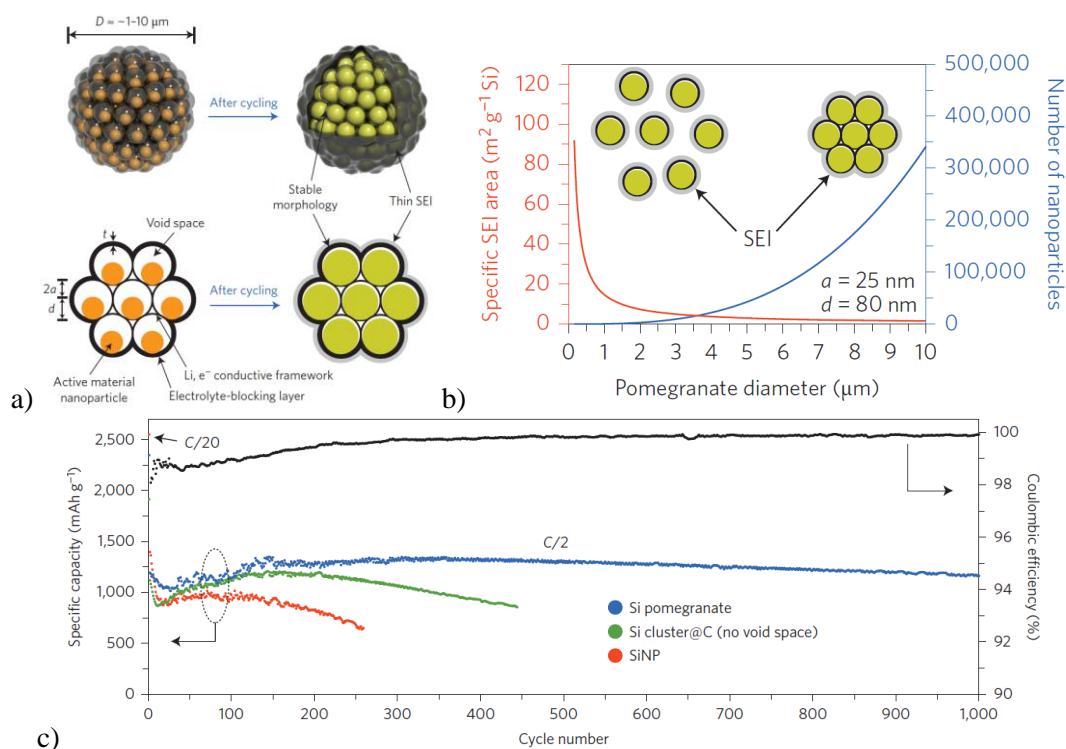 D = ~1–10 μm
After cycling
Stable
morphology
Thin SEI
Void space
t
2a
d
After cycling
Li, e⁻ conductive framework
Active material
nanoparticle
Electrolyte-blocking layer
a)
Specific SEI area (m² g⁻¹ Si)
130
120
100
80
60
40
20
0
500,000
400,000
300,000
200,000
100,000
0
Number of nanoparticles
SEI
a = 25 nm
d = 80 nm
0 1 2 3 4 5 6 7 8 9 10
Pomegranate diameter (μm)
b)
Specific capacity (mAh g⁻¹)
2,500
2,000
1,500
1,000
500
0
C/20
C/2
100
98
96
94
92
90
Coulombic efficiency (%)
Si pomegranate
Si cluster@C (no void space)
SiNP
0 100 200 300 400 500 600 700 800 900 1,000
Cycle number
c)